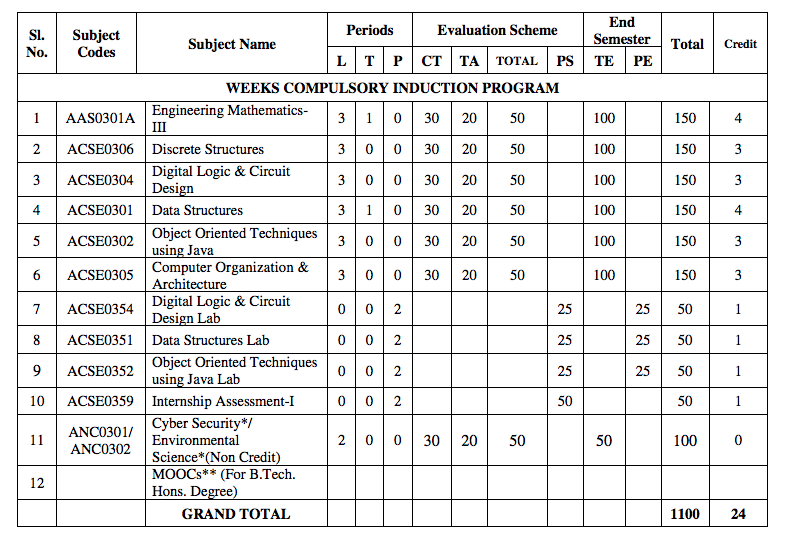 Sl. No. Subject Codes Subject Name Periods Evaluation Scheme End Semester Total Credit
L T P CT TA TOTAL PS TE PE
WEEKS COMPULSORY INDUCTION PROGRAM
1 AAS0301A Engineering Mathematics-III 3 1 0 30 20 50 100 150 4
2 ACSE0306 Discrete Structures 3 0 0 30 20 50 100 150 3
3 ACSE0304 Digital Logic & Circuit Design 3 0 0 30 20 50 100 150 3
4 ACSE0301 Data Structures 3 1 0 30 20 50 100 150 4
5 ACSE0302 Object Oriented Techniques using Java 3 0 0 30 20 50 100 150 3
6 ACSE0305 Computer Organization & Architecture 3 0 0 30 20 50 100 150 3
7 ACSE0354 Digital Logic & Circuit Design Lab 0 0 2 25 25 50 1
8 ACSE0351 Data Structures Lab 0 0 2 25 25 50 1
9 ACSE0352 Object Oriented Techniques using Java Lab 0 0 2 25 25 50 1
10 ACSE0359 Internship Assessment-I 0 0 2 50 50 1
11 ANC0301/ ANC0302 Cyber Security*/ Environmental Science*(Non Credit) 2 0 0 30 20 50 50 100 0
12 MOOCs** (For B.Tech. Hons. Degree)
GRAND TOTAL 1100 24